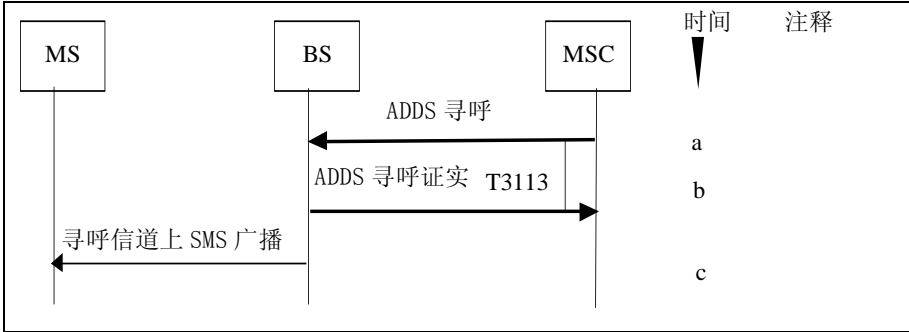 时间 注释
MS BS MSC
ADDS 寻呼
a
ADDS 寻呼证实 T3113
b
寻呼信道上 SMS 广播
c